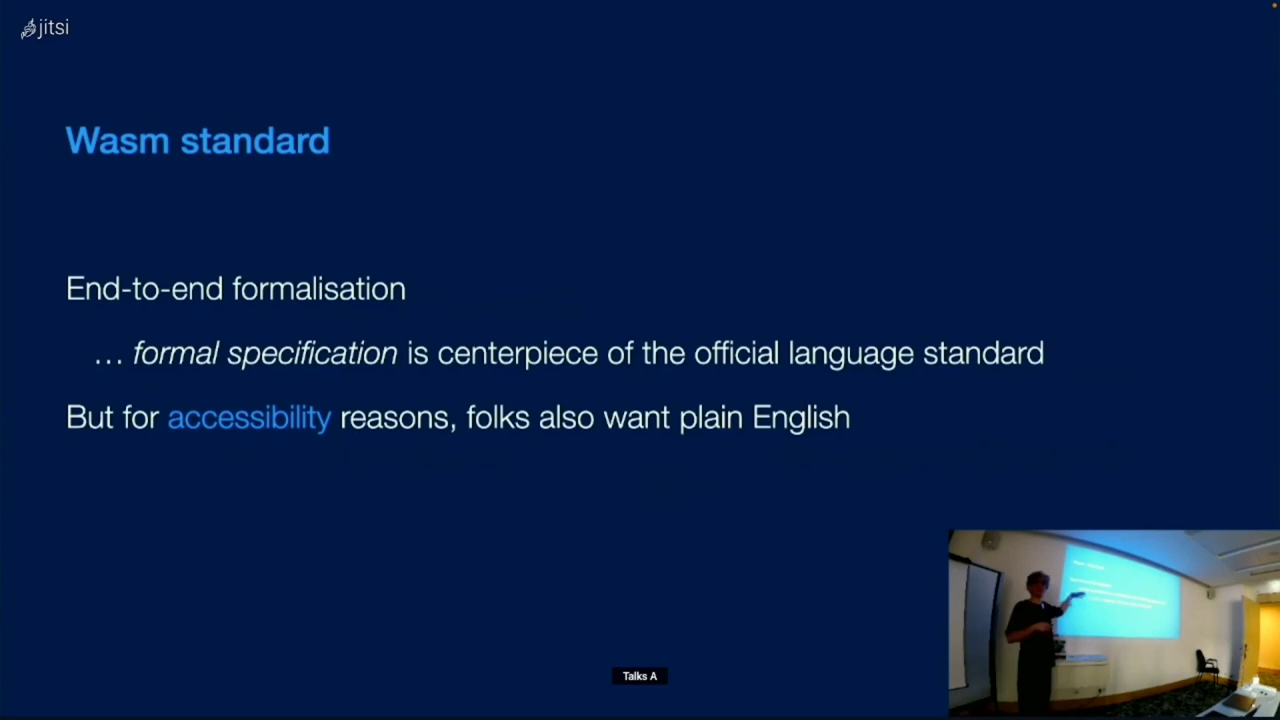 jitsi
Wasm standard
End-to-end formalisation
… formal specification is centerpiece of the official language standard
But for accessibility reasons, folks also want plain English
Talks A